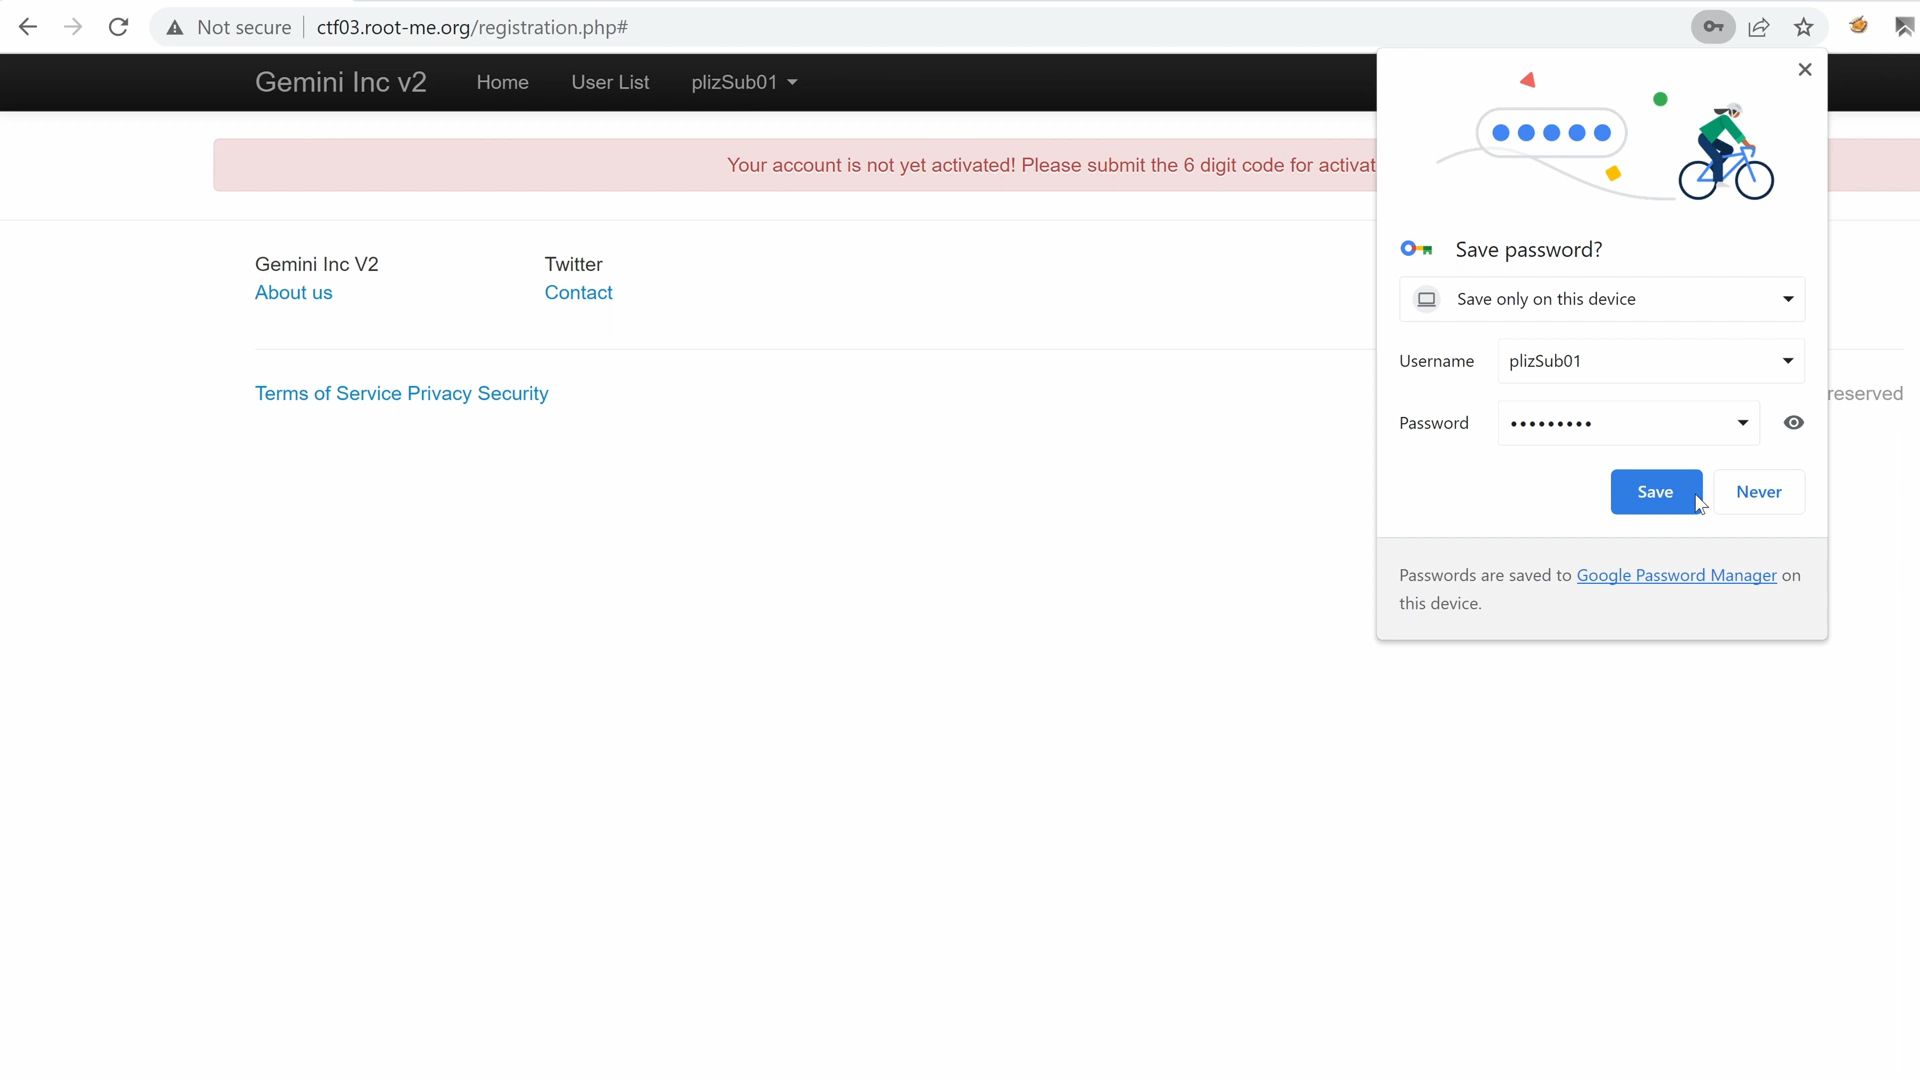 Not secure ctf03.root-me.org/registration.php#
Gemini Inc v2 Home User List plizSub01
Your account is not yet activated! Please submit the 6 digit code for activat
Gemini Inc V2 Twitter
About us Contact
Terms of Service Privacy Security
reserved
Save password?
Save only on this device
Username plizSub01
Password •••••••••
Save Never
Passwords are saved to Google Password Manager on
this device.